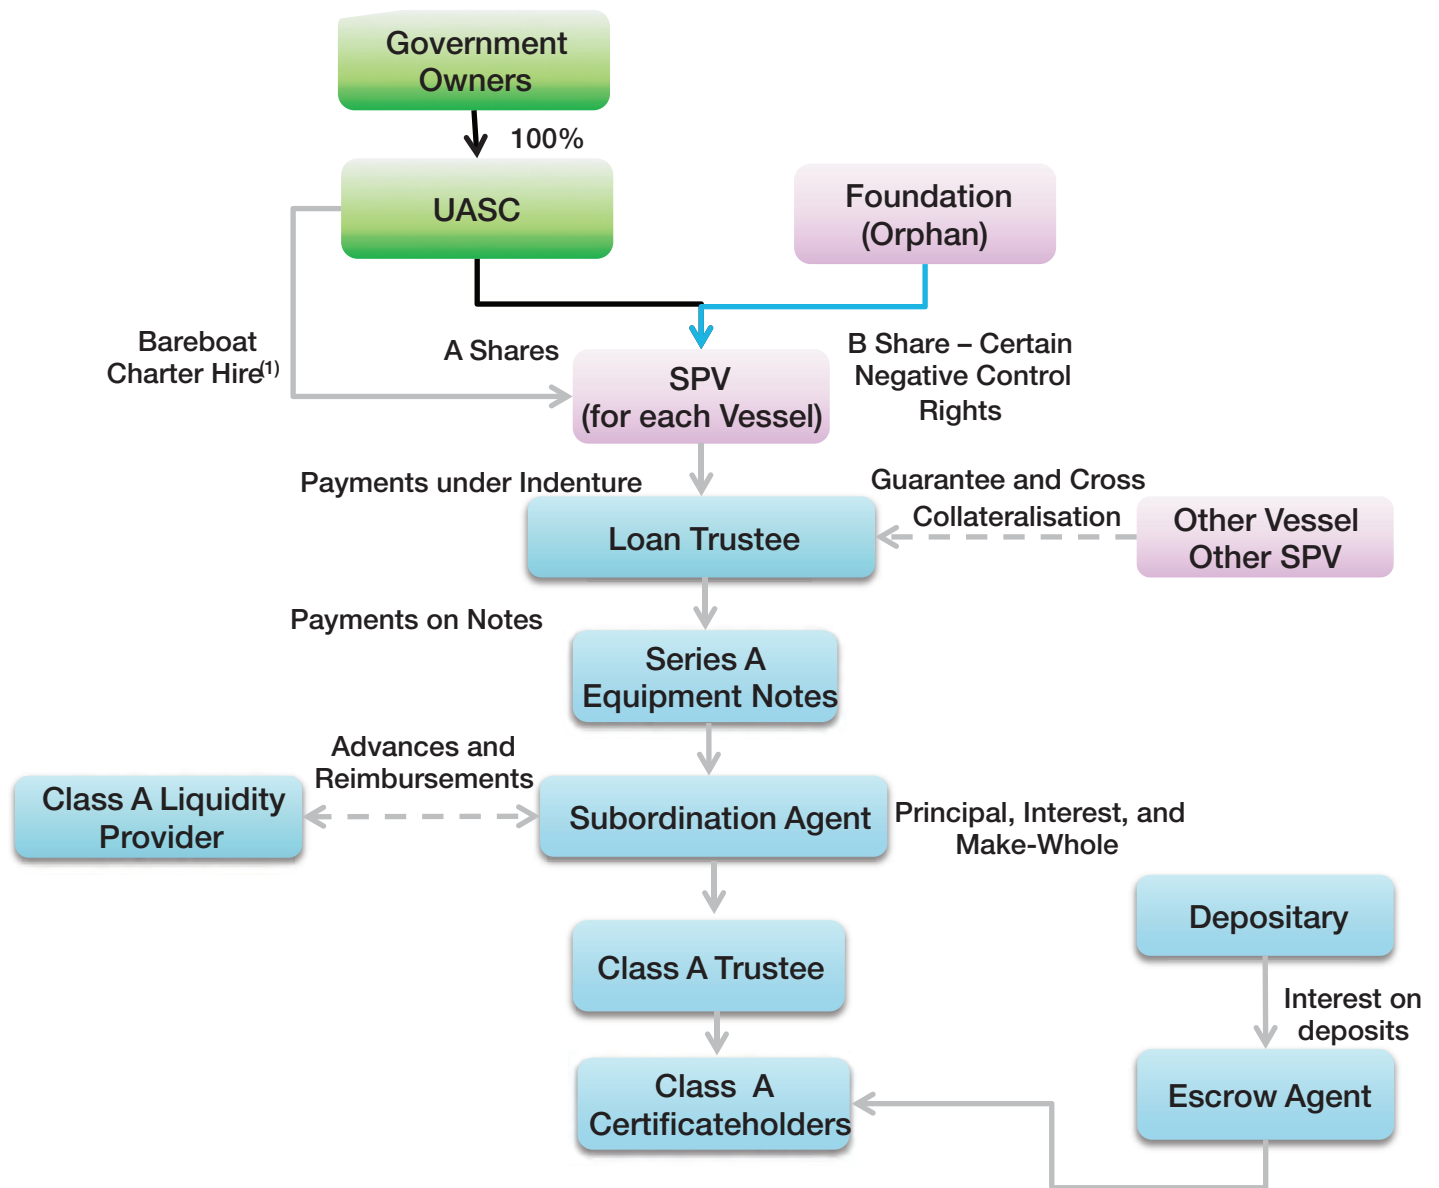 Government
Owners
100%
UASC
Foundation
(Orphan)
Bareboat
Charter Hire(1)
A Shares
B Share – Certain
Negative Control
Rights
SPV
(for each Vessel)
Payments under Indenture
Guarantee and Cross
Collateralisation
Loan Trustee
Other Vessel
Other SPV
Payments on Notes
Series A
Equipment Notes
Advances and
Reimbursements
Class A Liquidity
Provider
Subordination Agent
Principal, Interest, and
Make-Whole
Class A Trustee
Depositary
Interest on
deposits
Class A
Certificateholders
Escrow Agent